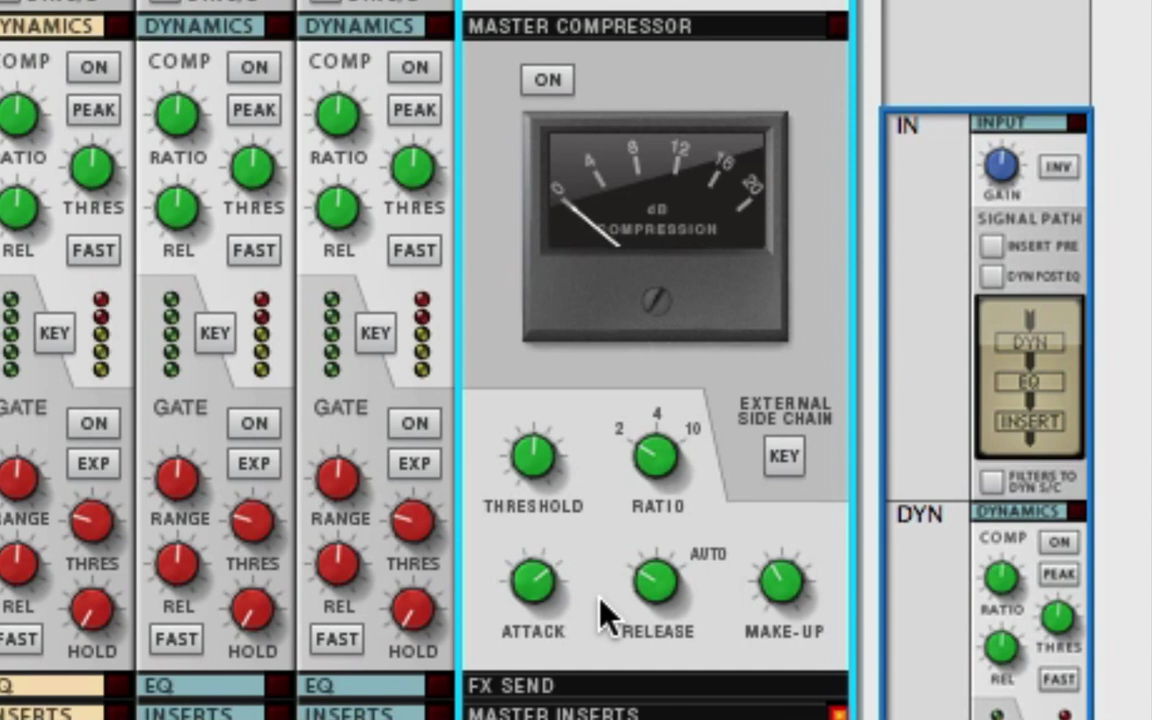 DYNAMICS
COMP
ON
PEAK
RATIO
THRES
REL
FAST
KEY
GATE
ON
EXP
RANGE
THRES
REL
FAST
HOLD
EQ
INSERTS
DYNAMICS
COMP
ON
PEAK
RATIO
THRES
REL
FAST
KEY
GATE
ON
EXP
RANGE
THRES
REL
FAST
HOLD
EQ
INSERTS
DYNAMICS
COMP
ON
PEAK
RATIO
THRES
REL
FAST
KEY
GATE
ON
EXP
RANGE
THRES
REL
FAST
HOLD
EQ
INSERTS
MASTER COMPRESSOR
ON
0 4 8 12 16 20
dB
COMPRESSION
THRESHOLD
2 4 10
RATIO
EXTERNAL
SIDE CHAIN
KEY
ATTACK
AUTO
RELEASE
MAKE-UP
FX SEND
MASTER INSERTS
IN
INPUT
INV
GAIN
SIGNAL PATH
INSERT PRE
DYN POST EQ
DYN
EQ
INSERT
FILTERS TO
DYN S/C
DYN
DYNAMICS
COMP
ON
PEAK
RATIO
THRES
REL
FAST